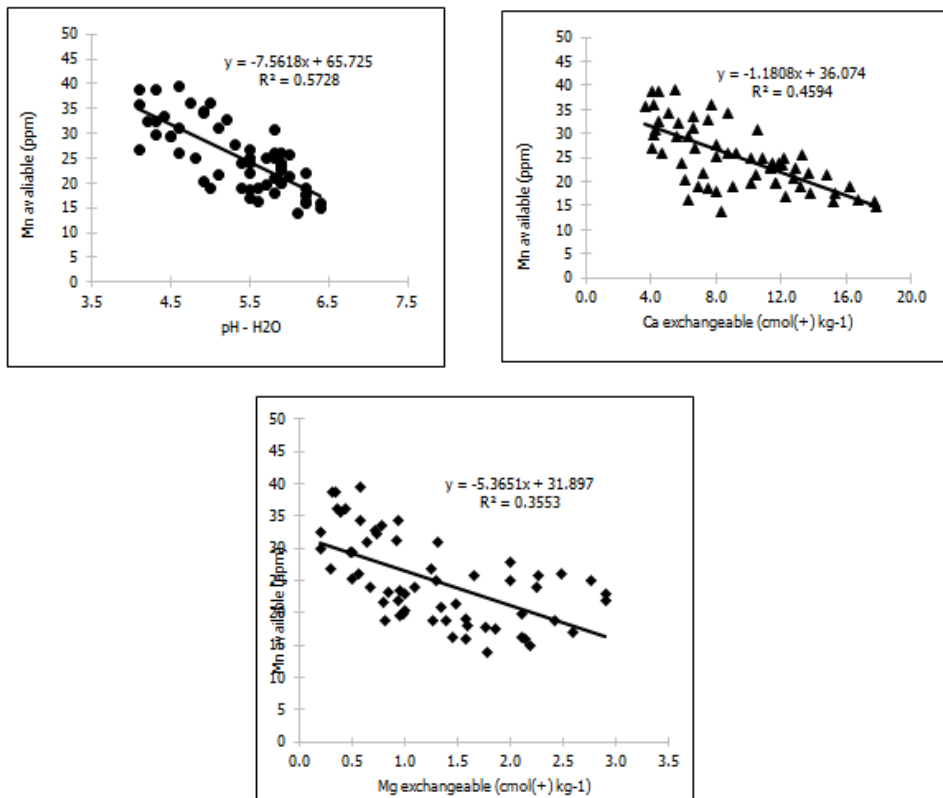 50
45
40
35
30
25
20
15
10
5
0
Mn avaliable (ppm)
y = -7.5618x + 65.725
R² = 0.5728
3.5 4.5 5.5 6.5 7.5
pH - H2O
50
45
40
35
30
25
20
15
10
5
0
Mn available (ppm)
y = -1.1808x + 36.074
R² = 0.4594
0.0 4.0 8.0 12.0 16.0 20.0
Ca exchangeable (cmol(+) kg-1)
50
45
40
35
30
25
20
15
10
5
0
Mn available (ppm)
y = -5.3651x + 31.897
R² = 0.3553
0.0 0.5 1.0 1.5 2.0 2.5 3.0 3.5
Mg exchangeable (cmol(+) kg-1)